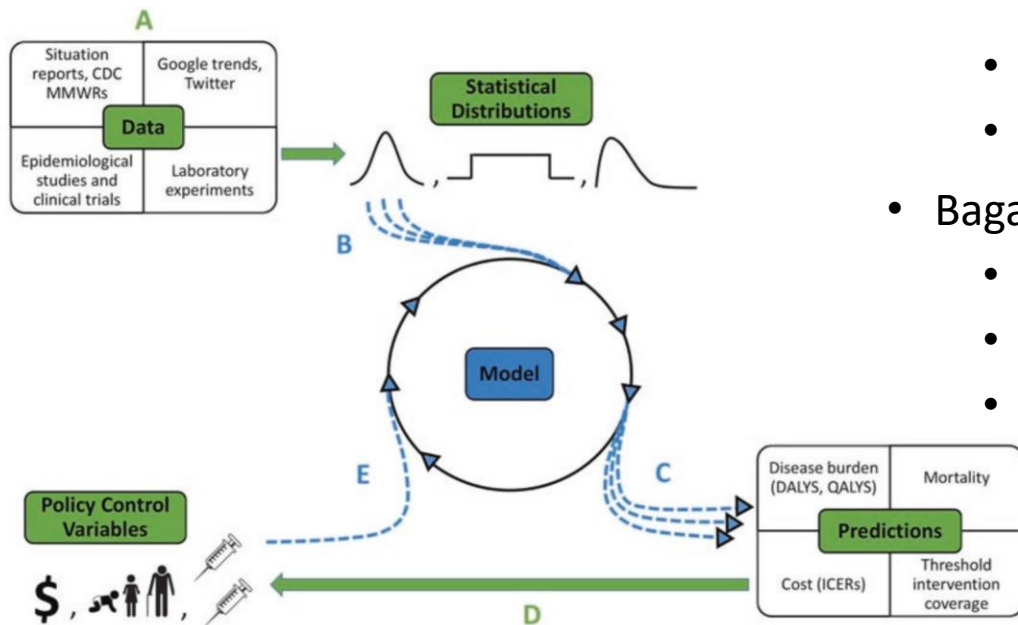 A
Situation
reports, CDC
MMWRs
Google trends,
Twitter
Data
Epidemiological
studies and
clinical trials
Laboratory
experiments
Statistical
Distributions
, ,
B
•
•
• Baga
•
•
•
Model
E
C
Policy Control
Variables
$ , ,
Disease burden
(DALYS, QALYS)
Mortality
Predictions
Cost (ICERs)
Threshold
intervention
coverage
D